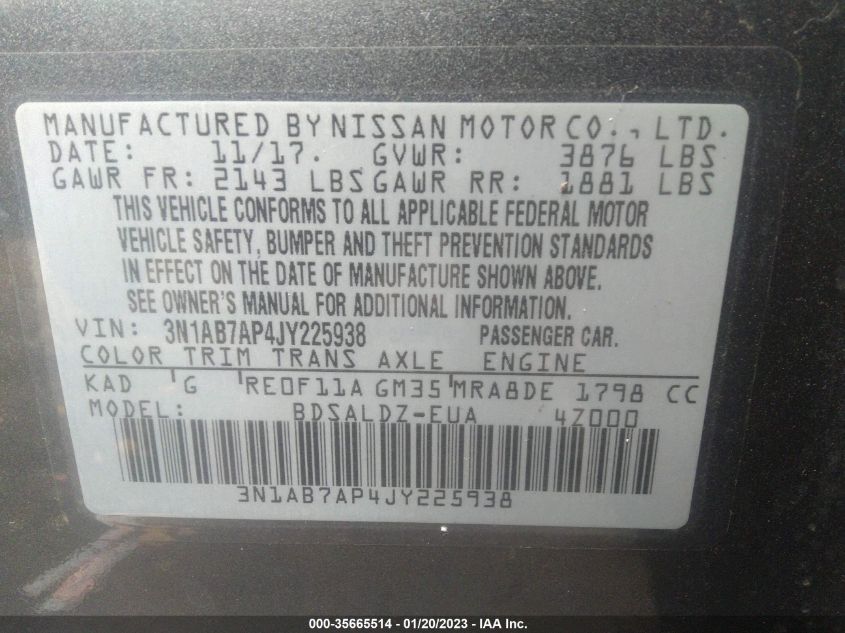 MANUFACTURED BY NISSAN MOTOR CO., LTD.
DATE: 11/17. GVWR: 3876 LBS
GAWR FR: 2143 LBS GAWR RR: 1881 LBS
THIS VEHICLE CONFORMS TO ALL APPLICABLE FEDERAL MOTOR
VEHICLE SAFETY, BUMPER AND THEFT PREVENTION STANDARDS
IN EFFECT ON THE DATE OF MANUFACTURE SHOWN ABOVE.
SEE OWNER'S MANUAL FOR ADDITIONAL INFORMATION.
VIN: 3N1AB7AP4JY225938 PASSENGER CAR.
COLOR TRIM TRANS AXLE ENGINE
KAD G RE0F11A GM35 MRA8DE 1798 CC
MODEL: BDSALDZ-EUA 4Z000
3N1AB7AP4JY225938
000-35665514 - 01/20/2023 - IAA Inc.